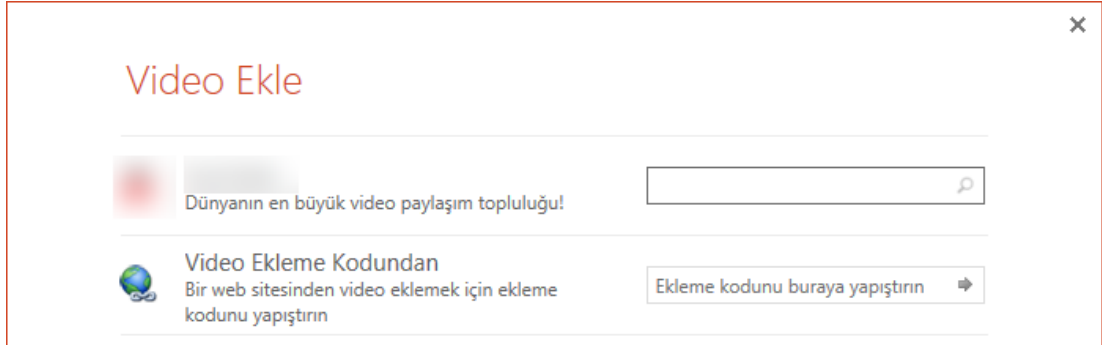 Video Ekle
Dünyanın en büyük video paylaşım topluluğu!
Video Ekleme Kodundan
Bir web sitesinden video eklemek için ekleme
kodunu yapıştırın
Ekleme kodunu buraya yapıştırın